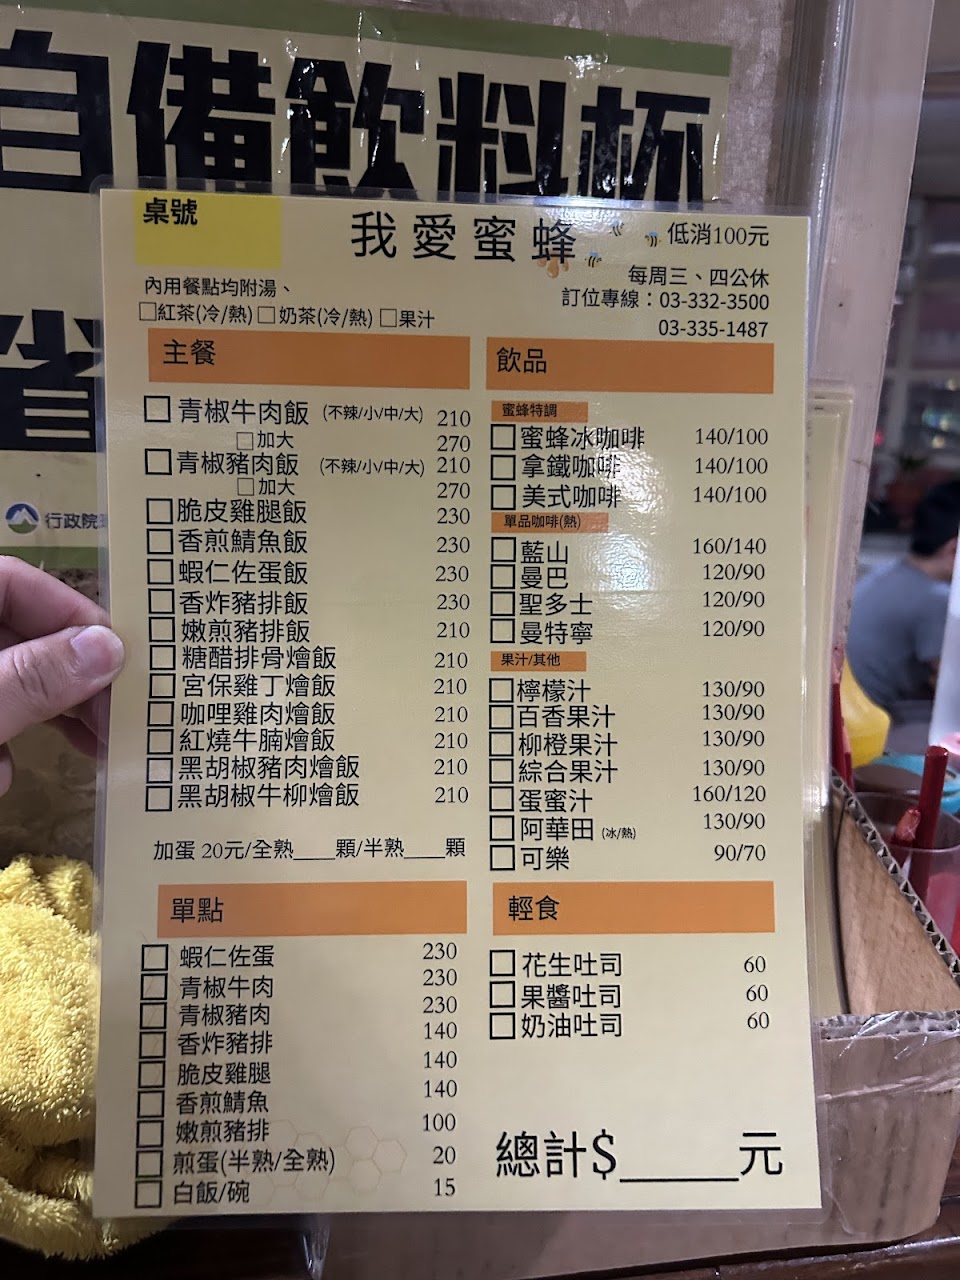 自備飲料杯
省
行政院
桌號
我愛蜜蜂
低消100元
每周三、四公休
訂位專線：03-332-3500
03-335-1487
內用餐點均附湯、
□紅茶(冷/熱) □奶茶(冷/熱) □果汁
主餐
□ 青椒牛肉飯 (不辣/小/中/大) 210
□加大 270
□ 青椒豬肉飯 (不辣/小/中/大) 210
□加大 270
□ 脆皮雞腿飯 230
□ 香煎鯖魚飯 230
□ 蝦仁佐蛋飯 230
□ 香炸豬排飯 230
□ 嫩煎豬排飯 210
□ 糖醋排骨燴飯 210
□ 宮保雞丁燴飯 210
□ 咖哩雞肉燴飯 210
□ 紅燒牛腩燴飯 210
□ 黑胡椒豬肉燴飯 210
□ 黑胡椒牛柳燴飯 210
加蛋 20元/全熟____顆/半熟____顆
單點
□ 蝦仁佐蛋 230
□ 青椒牛肉 230
□ 青椒豬肉 230
□ 香炸豬排 140
□ 脆皮雞腿 140
□ 香煎鯖魚 140
□ 嫩煎豬排 100
□ 煎蛋(半熟/全熟) 20
□ 白飯/碗 15
飲品
蜜蜂特調
□ 蜜蜂冰咖啡 140/100
□ 拿鐵咖啡 140/100
□ 美式咖啡 140/100
單品咖啡(熱)
□ 藍山 160/140
□ 曼巴 120/90
□ 聖多士 120/90
□ 曼特寧 120/90
果汁/其他
□ 檸檬汁 130/90
□ 百香果汁 130/90
□ 柳橙果汁 130/90
□ 綜合果汁 130/90
□ 蛋蜜汁 160/120
□ 阿華田 (冰/熱) 130/90
□ 可樂 90/70
輕食
□ 花生吐司 60
□ 果醬吐司 60
□ 奶油吐司 60
總計$_____元